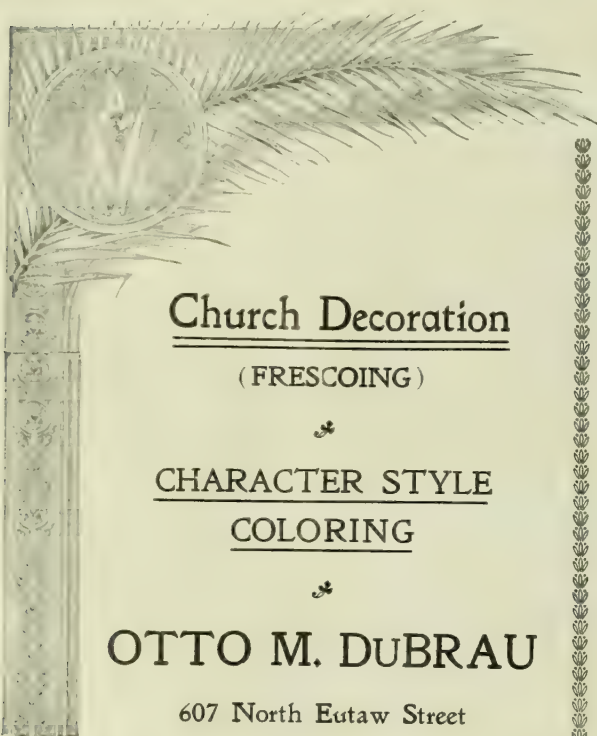 Church Decoration
(FRESCOING)
CHARACTER STYLE
COLORING
OTTO M. DUBRAU
607 North Eutaw Street